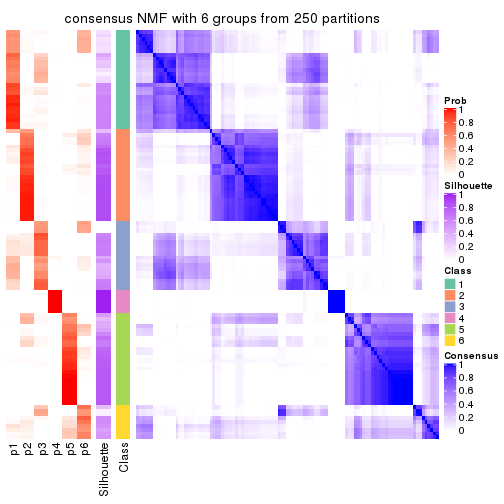 consensus NMF with 6 groups from 250 partitions
Prob
1
0.8
0.6
0.4
0.2
0
Silhouette
1
0.8
0.6
0.4
0.2
0
Class
1
2
3
4
5
6
Consensus
1
0.8
0.6
0.4
0.2
0
p1
p2
p3
p4
p5
p6
Silhouette
Class